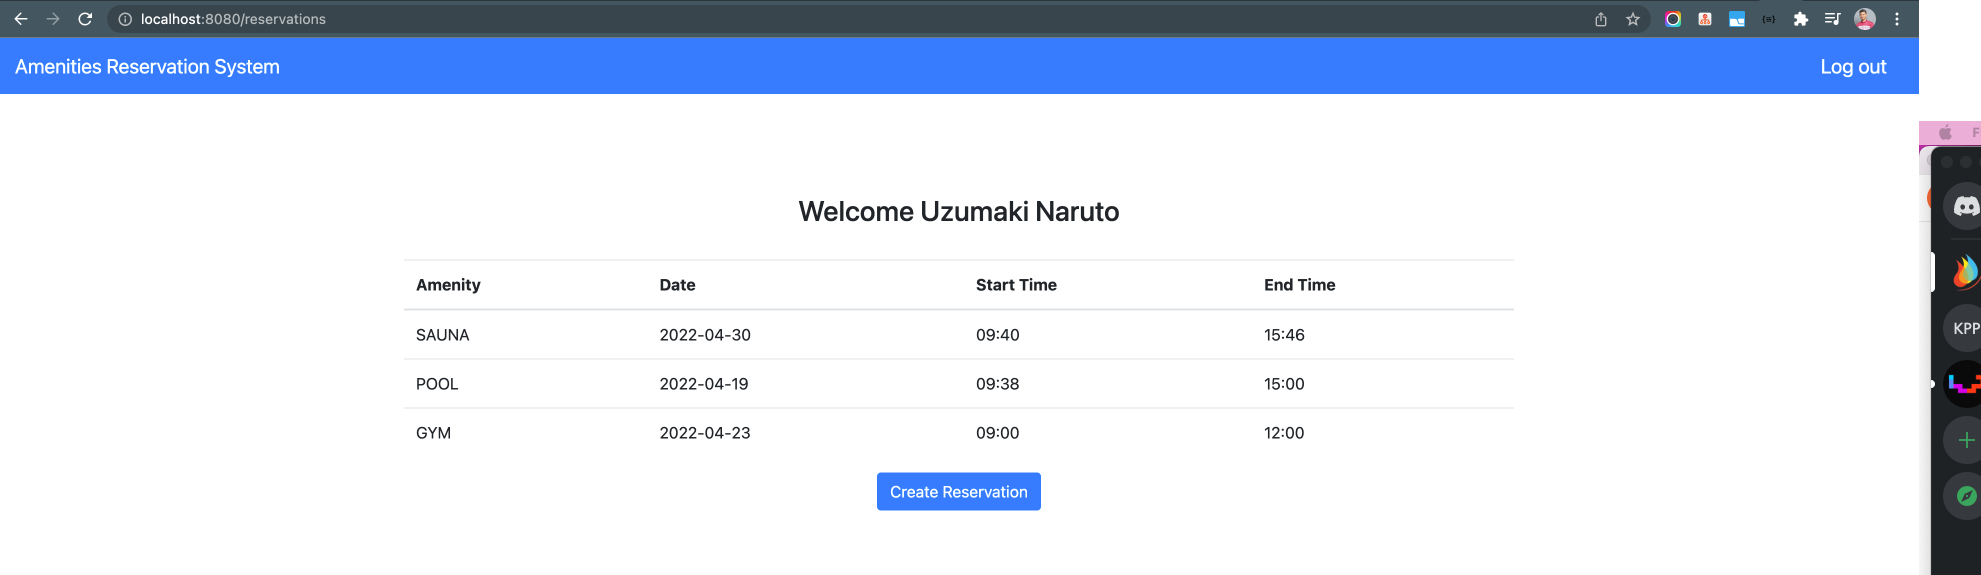 localhost:8080/reservations
Amenities Reservation System
Log out
Welcome Uzumaki Naruto
Amenity Date Start Time End Time
SAUNA 2022-04-30 09:40 15:46
POOL 2022-04-19 09:38 15:00
GYM 2022-04-23 09:00 12:00
Create Reservation
F
KPP